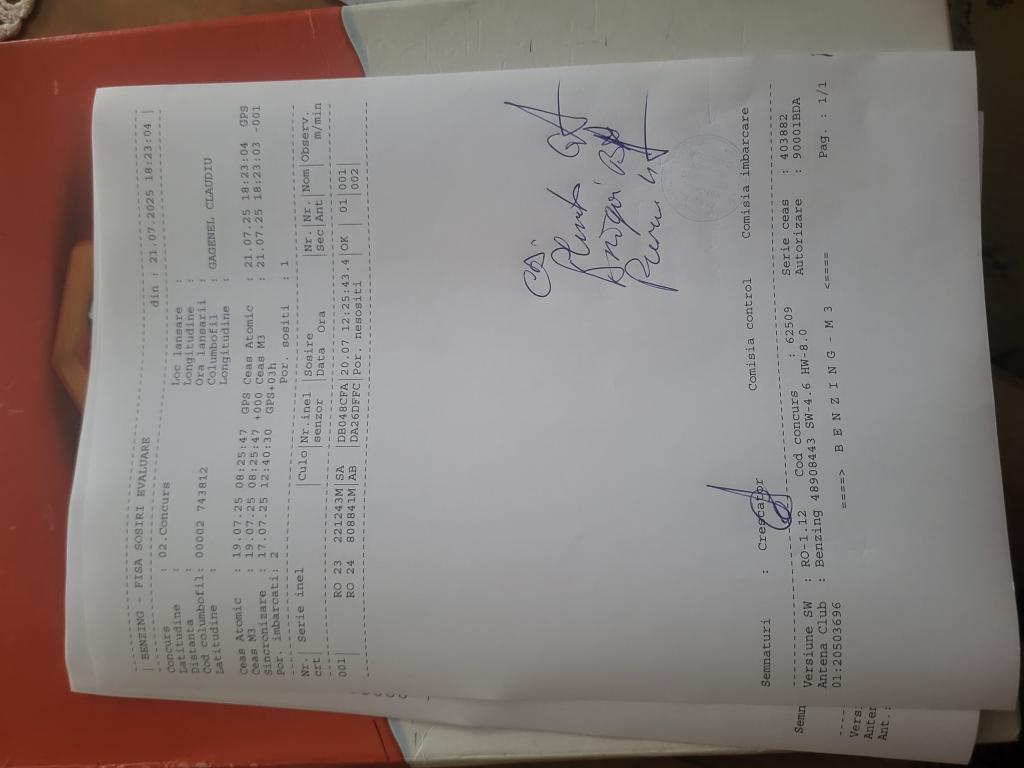 BENZING - FISA SOSIRI EVALUARE din : 21.07.2025 18:23:04
Concurs : 02.Concurs Loc lansare :
Latitudine : Longitudine :
Distanta : Ora lansarii :
Cod columbofil: 00002 743812 Columbofil : GAGENEL CLAUDIU
Latitudine : Longitudine :
Ceas Atomic : 19.07.25 08:25:47 GPS Ceas Atomic : 21.07.25 18:23:04 GPS
Ceas M3 : 19.07.25 08:25:47 +000 Ceas M3 : 21.07.25 18:23:03 -001
Sincronizare : 17.07.25 12:40:30 GPS+03h
Por. imbarcati: 2 Por. sositi : 1
Nr.| Serie inel |Culo|Nr.inel |Sosire |Nr.|Nr.|Nom|Observ.
crt| | |senzor |Data Ora |Sec|Ant| | m/min
001| RO 23 221243M|SA |DB048CFA|20.07 12:25:43.4|OK | 01|001|
| RO 24 808841M|AB |DA26DFFC|Por. nesositi| | |002|
CB:
Semnaturi : Crescator Comisia control Comisia imbarcare
Versiune SW : RO-1.12 Cod concurs : 62509 Serie ceas : 403882
Antena Club : Benzing 48908443 SW-4.6 HW-8.0 Autorizare : 90001BDA
01:20503696
====> B E N Z I N G - M 3 <==== Pag. : 1/1
Semn
Vers
Anter
Ant.: